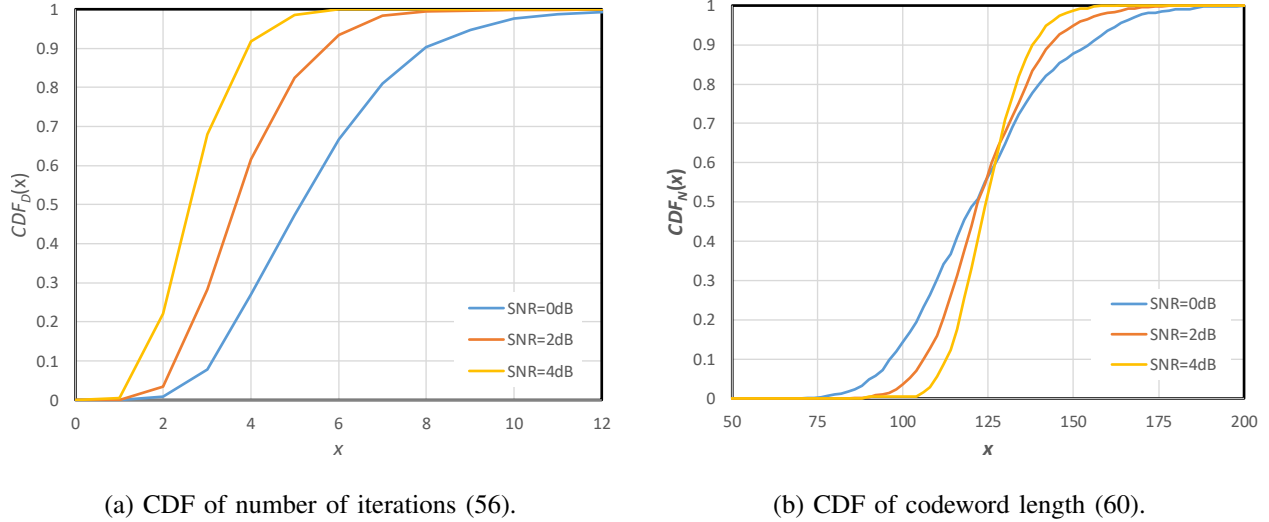 1
0.9
0.8
0.7
0.6
0.5
0.4
0.3
0.2
0.1
0
CDF_D(x)
0 2 4 6 8 10 12
x
SNR=0dB
SNR=2dB
SNR=4dB
(a) CDF of number of iterations (56).
1
0.9
0.8
0.7
0.6
0.5
0.4
0.3
0.2
0.1
0
CDF_N(x)
50 75 100 125 150 175 200
x
SNR=0dB
SNR=2dB
SNR=4dB
(b) CDF of codeword length (60).